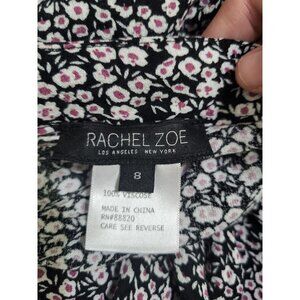 RACHEL ZOE
LOS ANGELES NEW YORK
8
100% VISCOSE
MADE IN CHINA
RN#88820
CARE SEE REVERSE